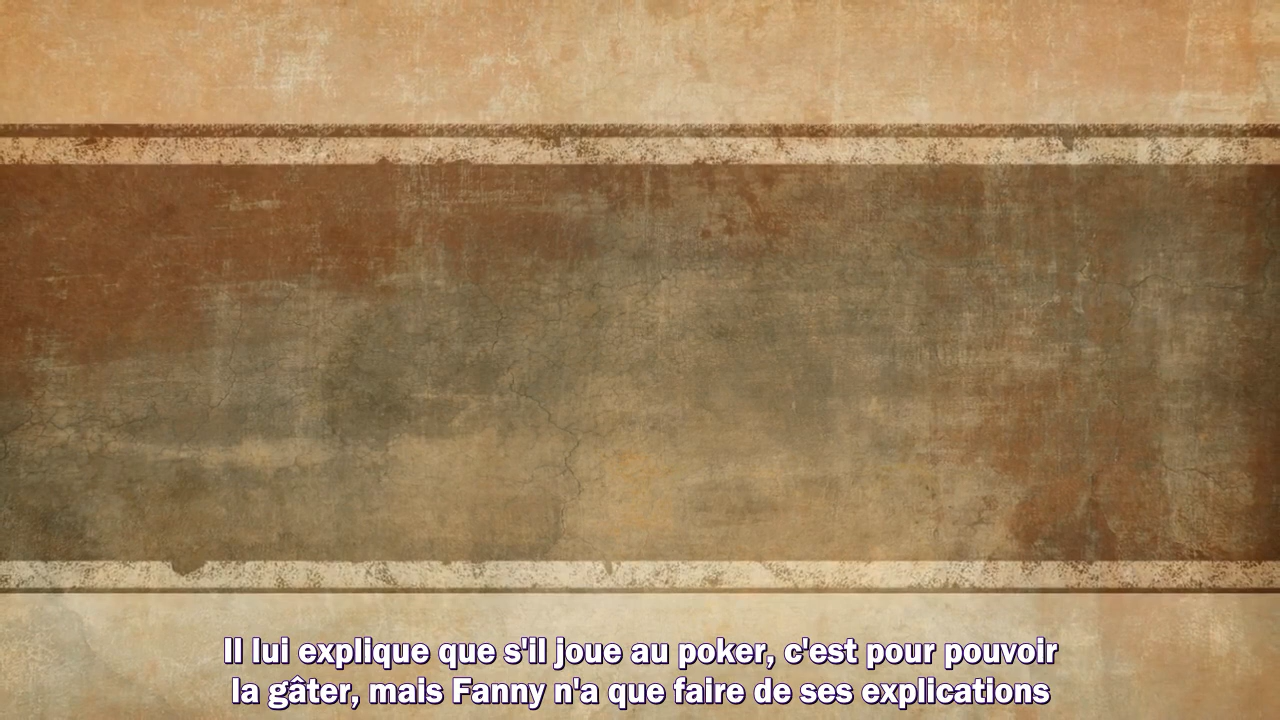 Il lui explique que s'il joue au poker, c'est pour pouvoir
la gâter, mais Fanny n'a que faire de ses explications